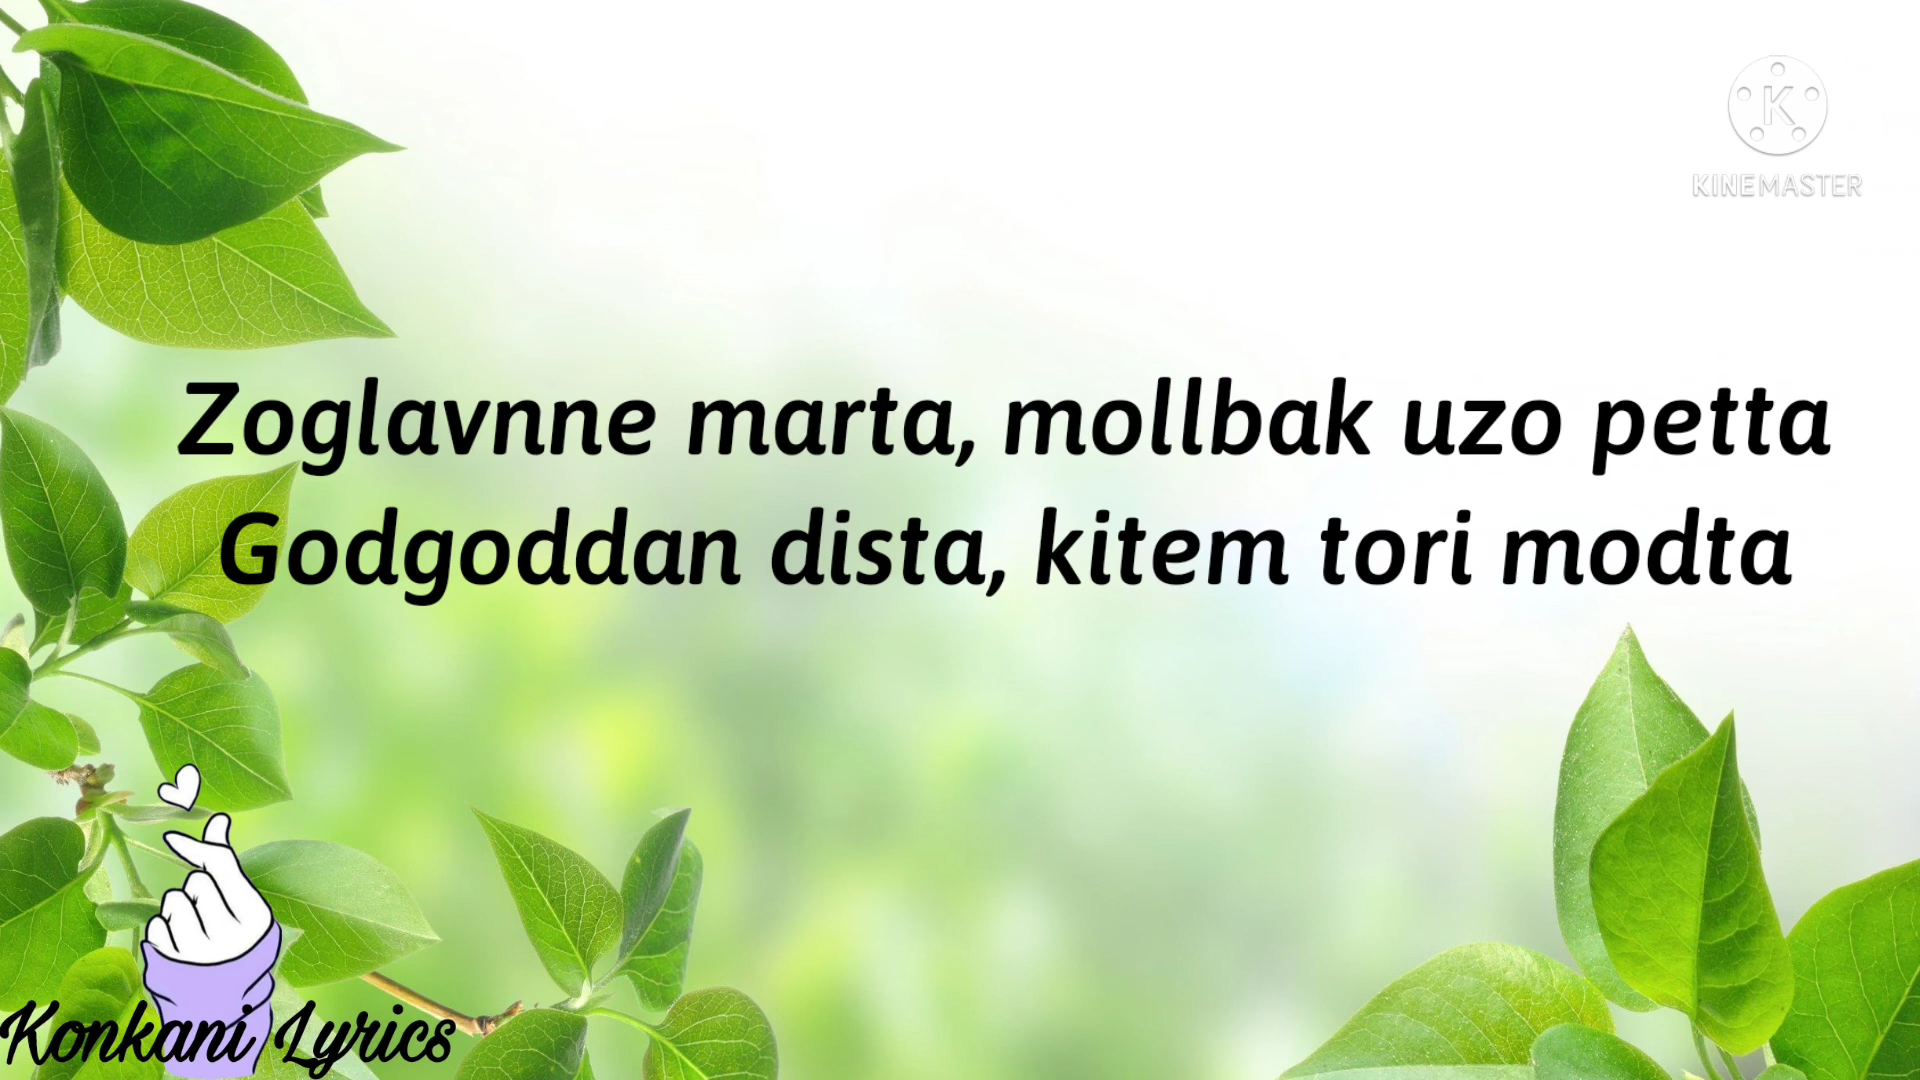 KINEMASTER
Zoglavnne marta, mollbak uzo petta
Godgoddan dista, kitem tori modta
Konkani Lyrics